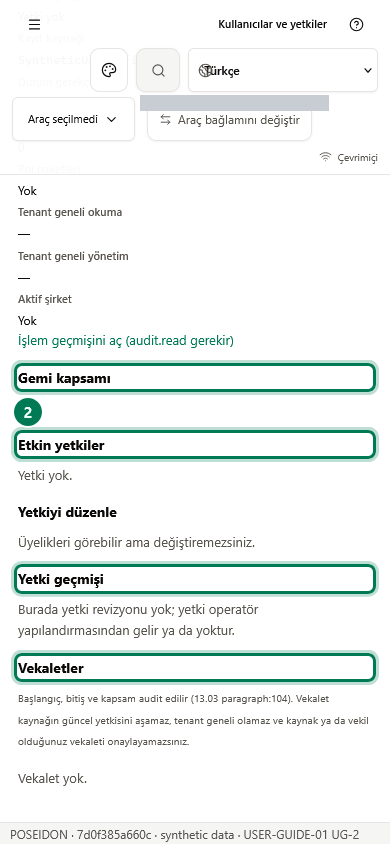 Kullanıcılar ve yetkiler
Türkçe
Araç seçilmedi
Araç bağlamını değiştir
Çevrimiçi
Yok
Tenant geneli okuma
—
Tenant geneli yönetim
—
Aktif şirket
Yok
İşlem geçmişini aç (audit.read gerekir)
Gemi kapsamı
2
Etkin yetkiler
Yetki yok.
Yetkiyi düzenle
Üyelikleri görebilir ama değiştiremezsiniz.
Yetki geçmişi
Burada yetki revizyonu yok; yetki operatör
yapılandırmasından gelir ya da yoktur.
Vekaletler
Başlangıç, bitiş ve kapsam audit edilir (13.03 paragraph:104). Vekalet
kaynağın güncel yetkisini aşamaz, tenant geneli olamaz ve kaynak ya da vekil
olduğunuz vekaleti onaylayamazsınız.
Vekalet yok.
POSEIDON · 7d0f385a660c · synthetic data · USER-GUIDE-01 UG-2